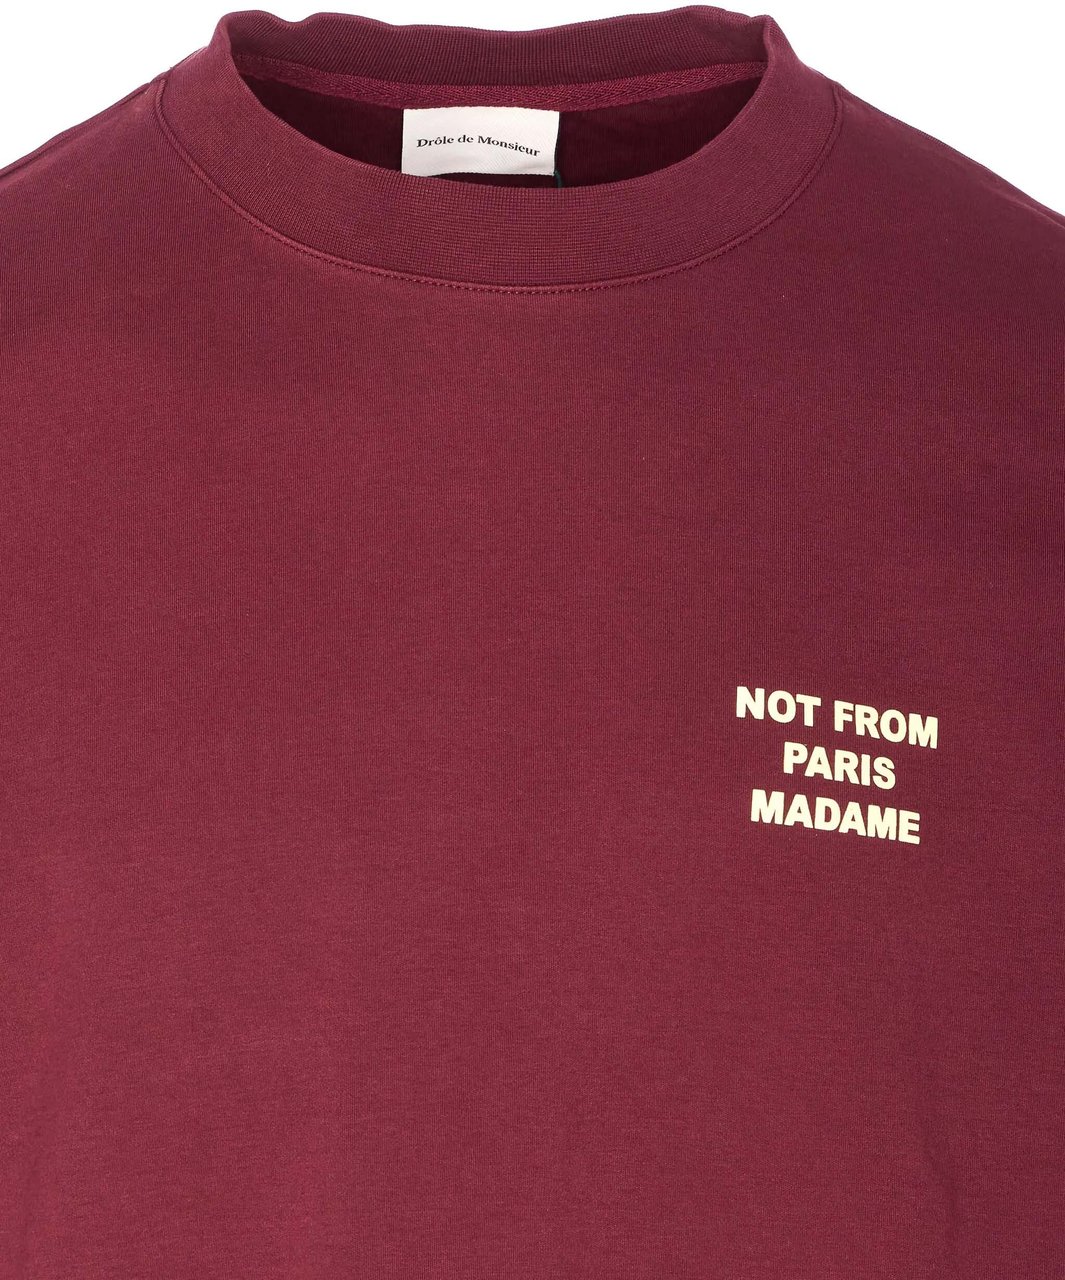 Drôle de Monsieur
NOT FROM
PARIS
MADAME